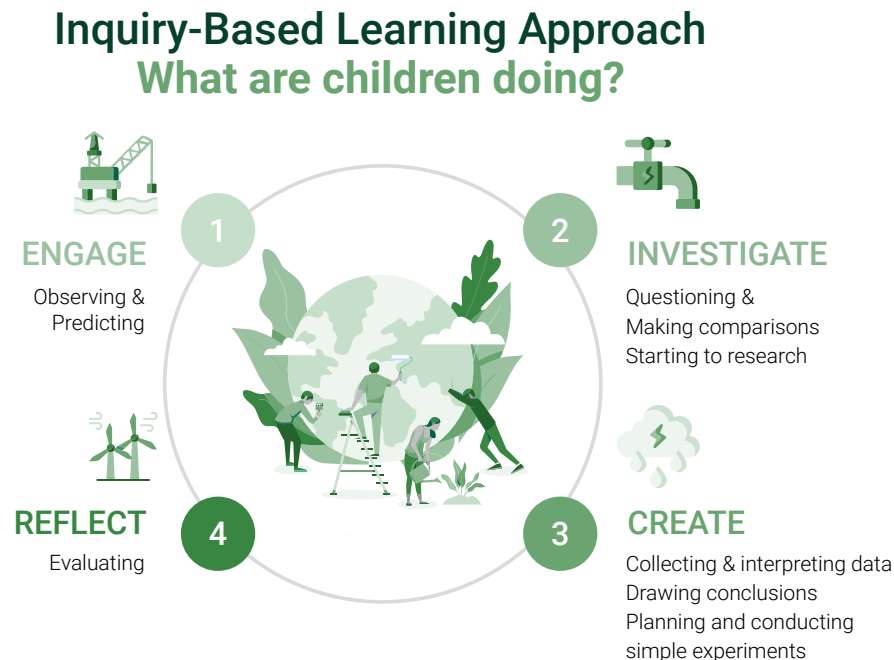 Inquiry-Based Learning Approach
What are children doing?
1
ENGAGE
Observing &
Predicting
2
INVESTIGATE
Questioning &
Making comparisons
Starting to research
3
CREATE
Collecting & interpreting data
Drawing conclusions
Planning and conducting
simple experiments
4
REFLECT
Evaluating